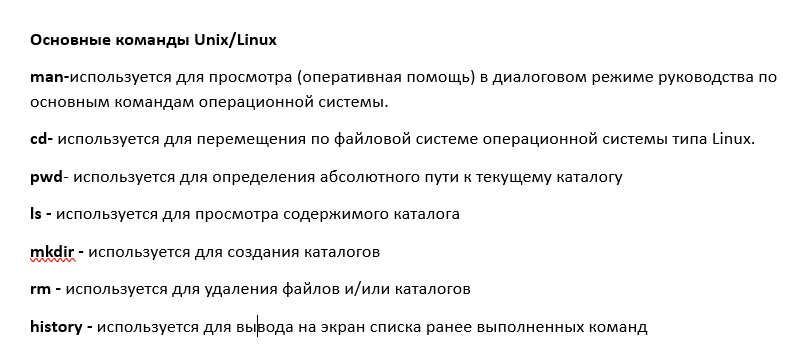 Основные команды Unix/Linux
man-используется для просмотра (оперативная помощь) в диалоговом режиме руководства по
основным командам операционной системы.
cd- используется для перемещения по файловой системе операционной системы типа Linux.
pwd- используется для определения абсолютного пути к текущему каталогу
ls - используется для просмотра содержимого каталога
mkdir - используется для создания каталогов
rm - используется для удаления файлов и/или каталогов
history - используется для вывода на экран списка ранее выполненных команд